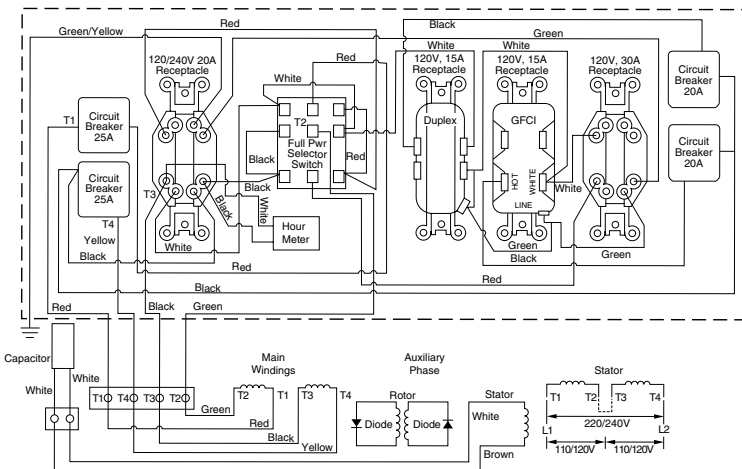 Red
Black
Green/Yellow
Green
White
White
Red
120/240V 20A
Receptacle
120V, 15A
Receptacle
120V, 15A
Receptacle
120V, 30A
Receptacle
Circuit
Breaker
20A
White
T1
Circuit
Breaker
25A
T2
Full Pwr
Selector
Switch
Duplex
GFCI
Circuit
Breaker
20A
Black
Red
Circuit
Breaker
25A
T3
HOT
WHITE
White
Black
Black
White
LINE
T4
Hour
Meter
Yellow
White
Green
Black
Green
Black
Red
Red
Black
Red
Black
Green
Capacitor
White
White
Main
Windings
Auxiliary
Phase
Stator
T1
T4
T3
T2
T2
T1
T3
T4
Rotor
Stator
T1
T2
T3
T4
Green
Red
Black
Yellow
Diode
Diode
White
Brown
220/240V
L1
L2
110/120V
110/120V